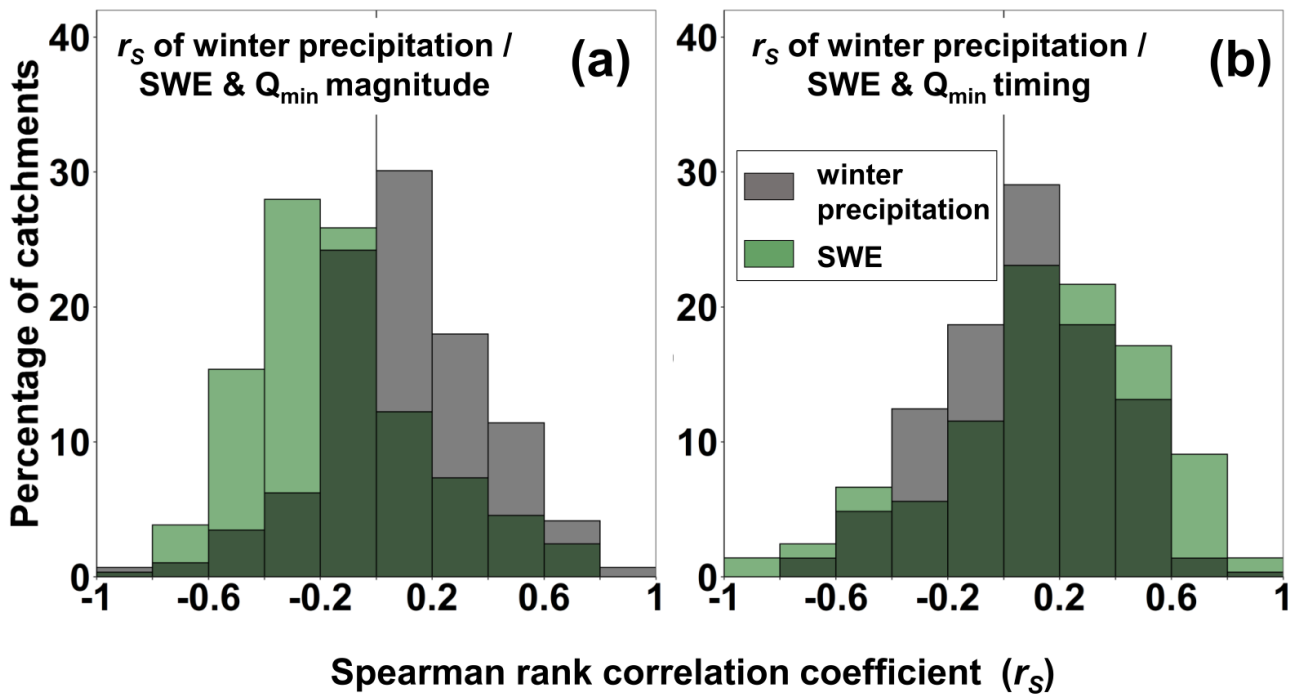 Percentage of catchments
40
30
20
10
0
r_S of winter precipitation /
SWE & Q_min magnitude
(a)
-1 -0.6 -0.2 0.2 0.6 1
40
30
20
10
0
r_S of winter precipitation /
SWE & Q_min timing
(b)
winter
precipitation
SWE
-1 -0.6 -0.2 0.2 0.6 1
Spearman rank correlation coefficient (r_S)